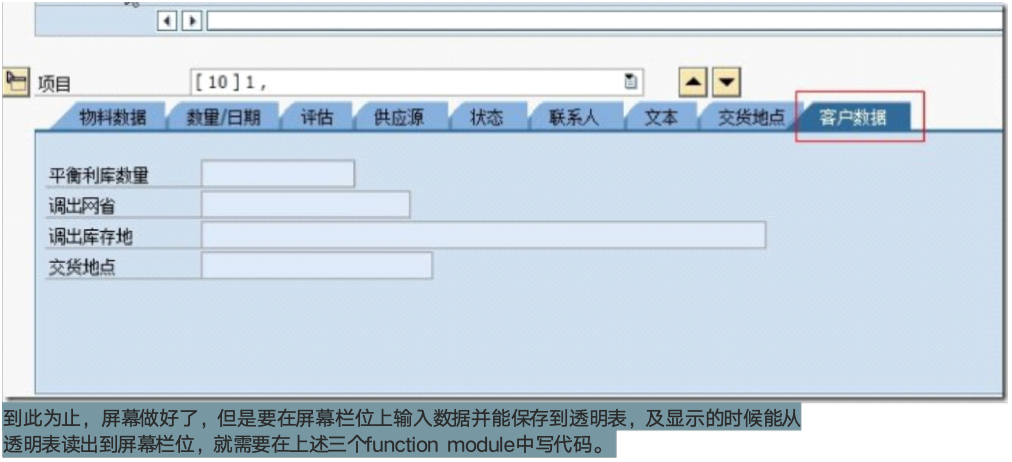 项目 [ 10 ] 1 ,
物料数据 数量/日期 评估 供应源 状态 联系人 文本 交货地点 客户数据
平衡利库数量
调出网省
调出库存地
交货地点
到此为止，屏幕做好了，但是要在屏幕栏位上输入数据并能保存到透明表，及显示的时候能从
透明表读出到屏幕栏位，就需要在上述三个function module中写代码。